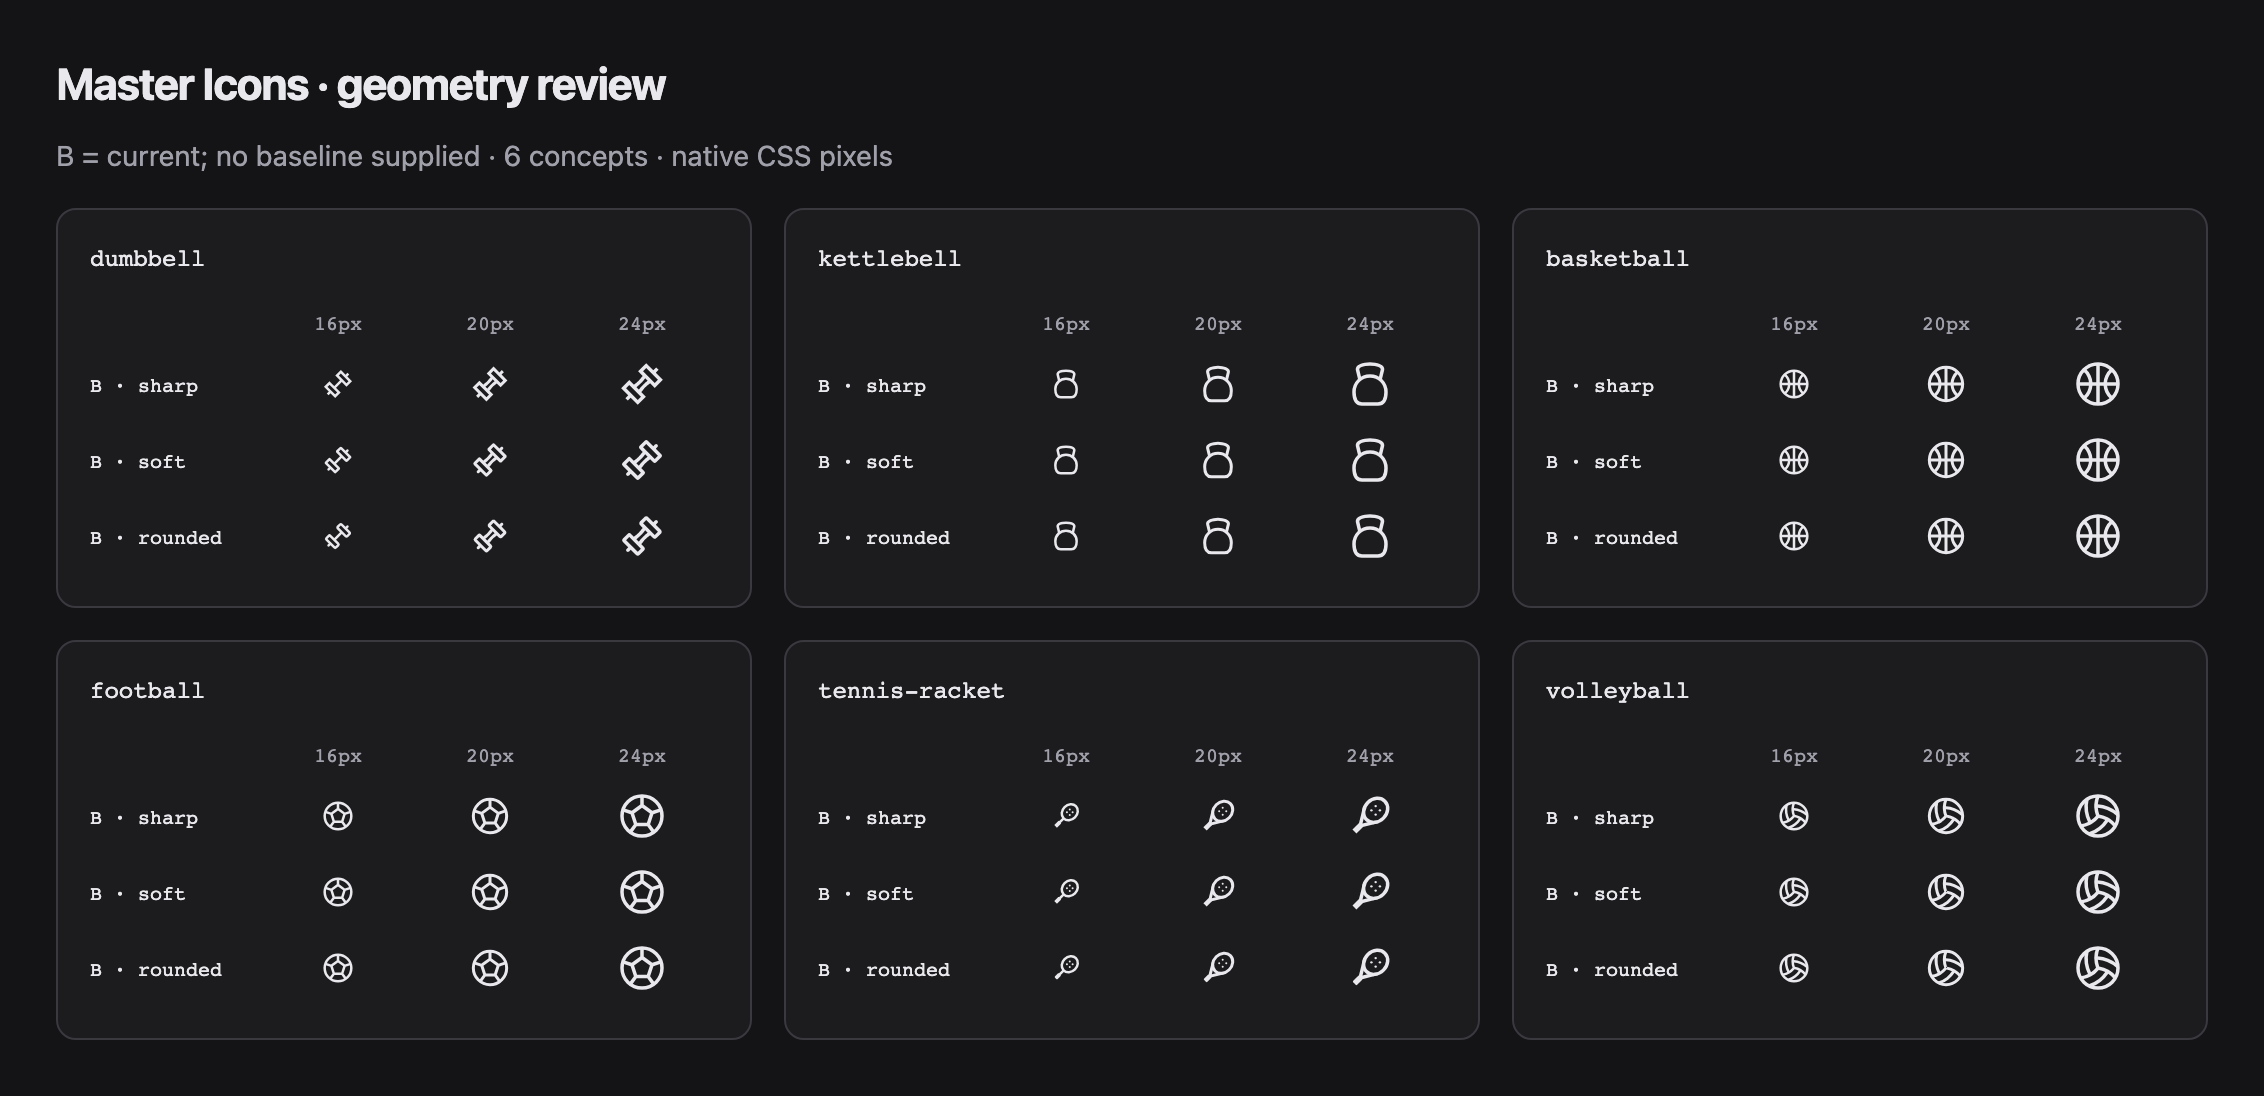 Master Icons · geometry review
B = current; no baseline supplied · 6 concepts · native CSS pixels
dumbbell
16px 20px 24px
B · sharp
B · soft
B · rounded
kettlebell
16px 20px 24px
B · sharp
B · soft
B · rounded
basketball
16px 20px 24px
B · sharp
B · soft
B · rounded
football
16px 20px 24px
B · sharp
B · soft
B · rounded
tennis-racket
16px 20px 24px
B · sharp
B · soft
B · rounded
volleyball
16px 20px 24px
B · sharp
B · soft
B · rounded